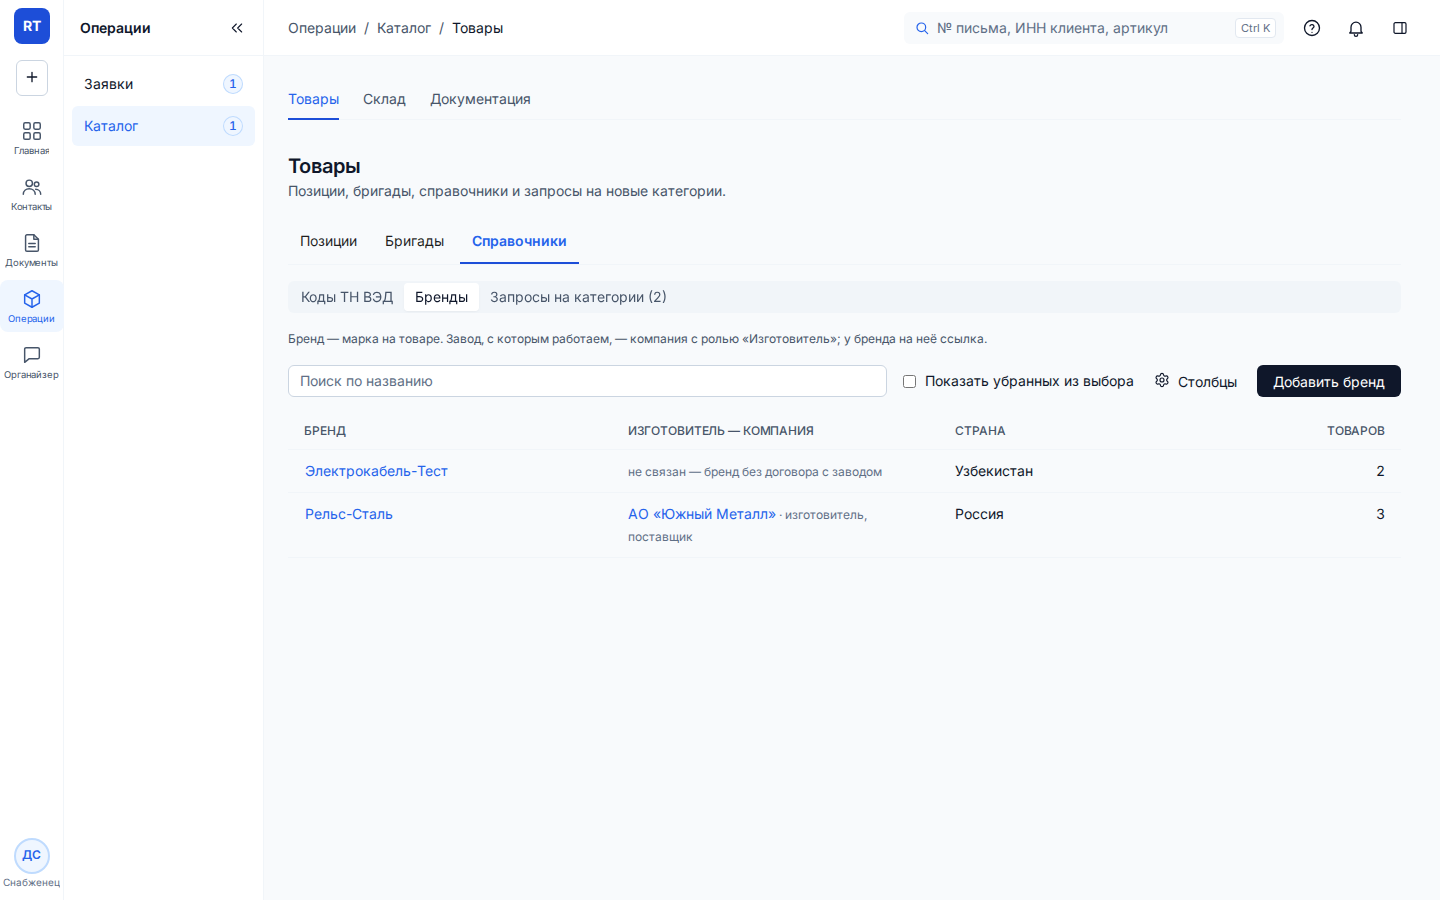 RT
Операции
Операции / Каталог / Товары
№ письма, ИНН клиента, артикул
Ctrl K
Главная
Контакты
Документы
Операции
Органайзер
ДС
Снабженец
Заявки 1
Каталог 1
Товары Склад Документация
Товары
Позиции, бригады, справочники и запросы на новые категории.
Позиции Бригады Справочники
Коды ТН ВЭД Бренды Запросы на категории (2)
Бренд — марка на товаре. Завод, с которым работаем, — компания с ролью «Изготовитель»; у бренда на неё ссылка.
Поиск по названию
Показать убранных из выбора
Столбцы
Добавить бренд
БРЕНД ИЗГОТОВИТЕЛЬ — КОМПАНИЯ СТРАНА ТОВАРОВ
Электрокабель-Тест не связан — бренд без договора с заводом Узбекистан 2
Рельс-Сталь АО «Южный Металл» · изготовитель, Россия 3
поставщик